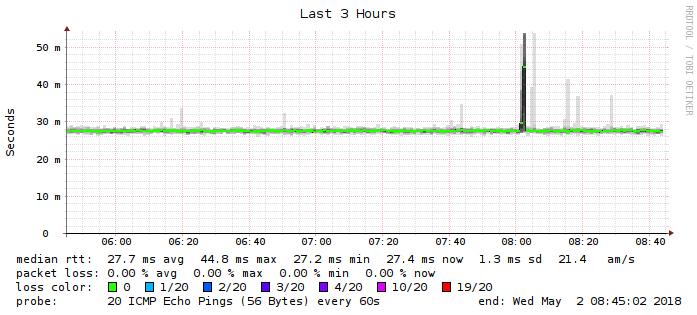 Last 3 Hours
RRDTOOL / TOBI OETIKER
Seconds
50 m
40 m
30 m
20 m
10 m
0
06:00 06:20 06:40 07:00 07:20 07:40 08:00 08:20 08:40
median rtt: 27.7 ms avg 44.8 ms max 27.2 ms min 27.4 ms now 1.3 ms sd 21.4 am/s
packet loss: 0.00 % avg 0.00 % max 0.00 % min 0.00 % now
loss color: 0 1/20 2/20 3/20 4/20 10/20 19/20
probe: 20 ICMP Echo Pings (56 Bytes) every 60s end: Wed May 2 08:45:02 2018